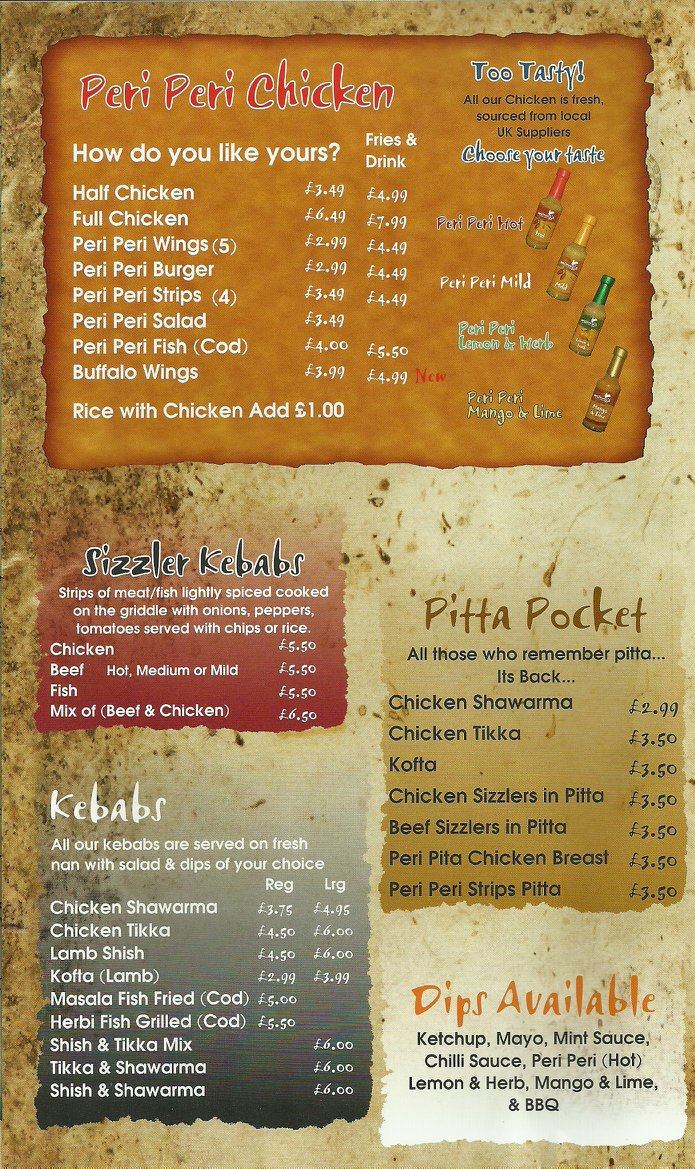 Peri Peri Chicken
How do you like yours? Fries & Drink
Half Chicken £3.49 £4.99
Full Chicken £6.49 £7.99
Peri Peri Wings (5) £2.99 £4.49
Peri Peri Burger £2.99 £4.49
Peri Peri Strips (4) £3.49 £4.49
Peri Peri Salad £3.49
Peri Peri Fish (Cod) £4.00 £5.50
Buffalo Wings £3.99 £4.99 New
Rice with Chicken Add £1.00
Too Tasty!
All our Chicken is fresh,
sourced from local
UK Suppliers
Choose your taste
Peri Peri Hot
Peri Peri Mild
Peri Peri
Lemon & Herb
Peri Peri
Mango & Lime
Sizzler Kebabs
Strips of meat/fish lightly spiced cooked
on the griddle with onions, peppers,
tomatoes served with chips or rice.
Chicken £5.50
Beef Hot, Medium or Mild £5.50
Fish £5.50
Mix of (Beef & Chicken) £6.50
Pitta Pocket
All those who remember pitta...
Its Back...
Chicken Shawarma £2.99
Chicken Tikka £3.50
Kofta £3.50
Chicken Sizzlers in Pitta £3.50
Beef Sizzlers in Pitta £3.50
Peri Pita Chicken Breast £3.50
Peri Peri Strips Pitta £3.50
Kebabs
All our kebabs are served on fresh
nan with salad & dips of your choice
Reg Lrg
Chicken Shawarma £3.75 £4.95
Chicken Tikka £4.50 £6.00
Lamb Shish £4.50 £6.00
Kofta (Lamb) £2.99 £3.99
Masala Fish Fried (Cod) £5.00
Herbi Fish Grilled (Cod) £5.50
Shish & Tikka Mix £6.00
Tikka & Shawarma £6.00
Shish & Shawarma £6.00
Dips Available
Ketchup, Mayo, Mint Sauce,
Chilli Sauce, Peri Peri (Hot)
Lemon & Herb, Mango & Lime,
& BBQ